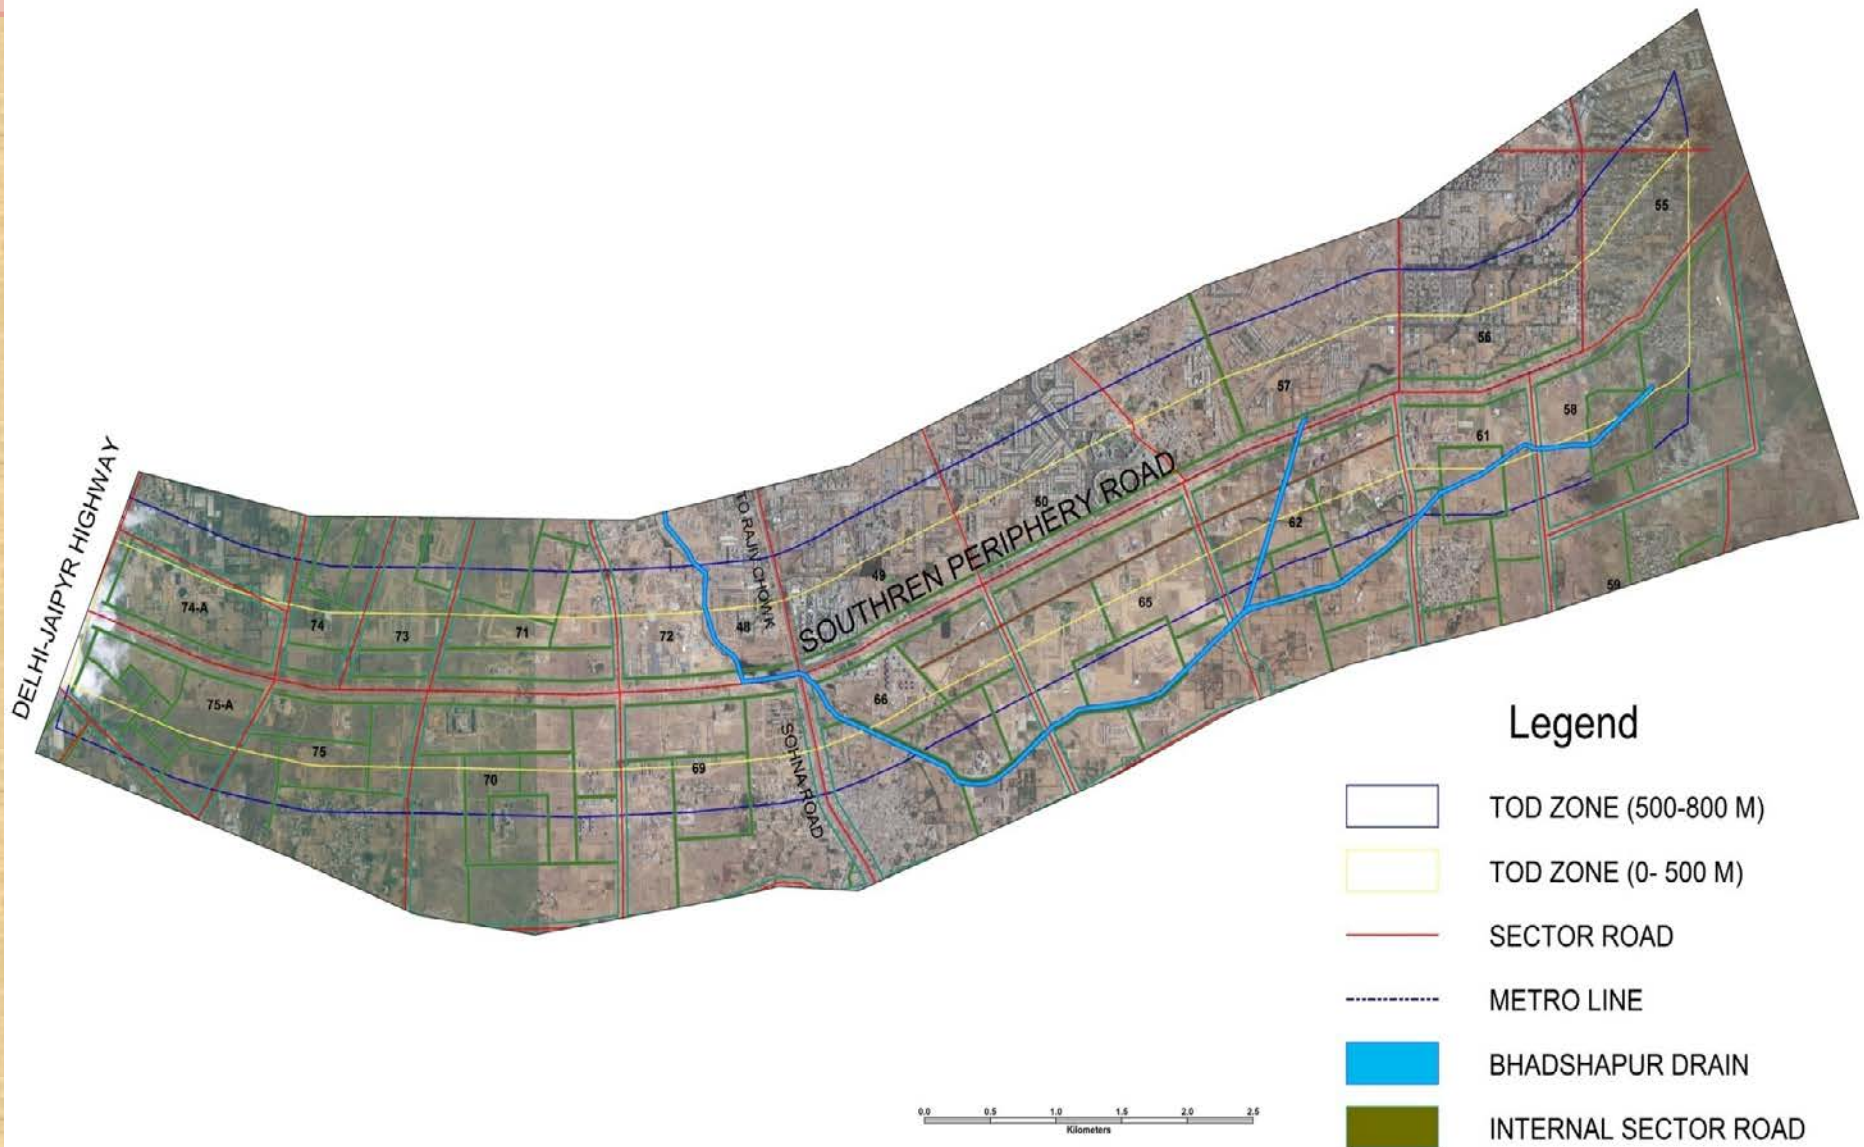 55
56
57
58
61
DELHI-JAIPYR HIGHWAY
TO RAJIV CHOWK
50
SOUTHREN PERIPHERY ROAD
62
49
59
65
74-A
74
73
71
72
48
66
75-A
75
70
69
SOHNA ROAD
Legend
TOD ZONE (500-800 M)
TOD ZONE (0- 500 M)
SECTOR ROAD
METRO LINE
BHADSHAPUR DRAIN
INTERNAL SECTOR ROAD
0.0 0.5 1.0 1.5 2.0 2.5
Kilometers